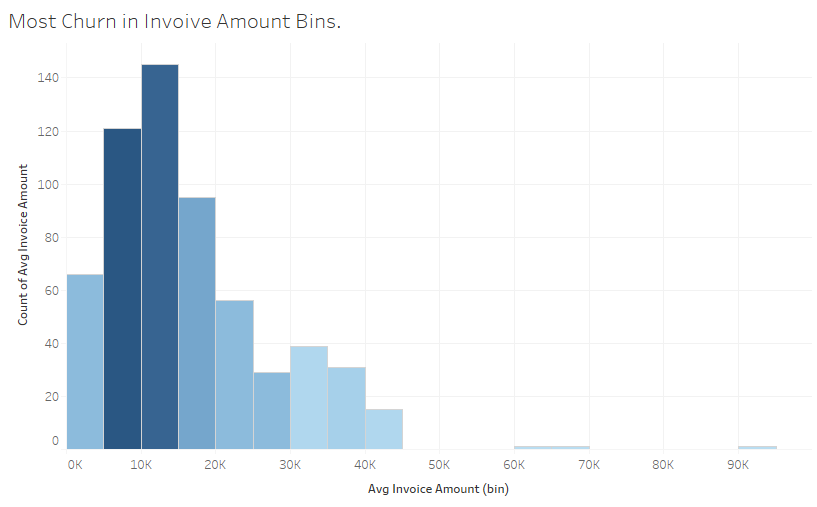 Most Churn in Invoive Amount Bins.
140
120
100
80
60
40
20
0
Count of Avg Invoice Amount
0K 10K 20K 30K 40K 50K 60K 70K 80K 90K
Avg Invoice Amount (bin)